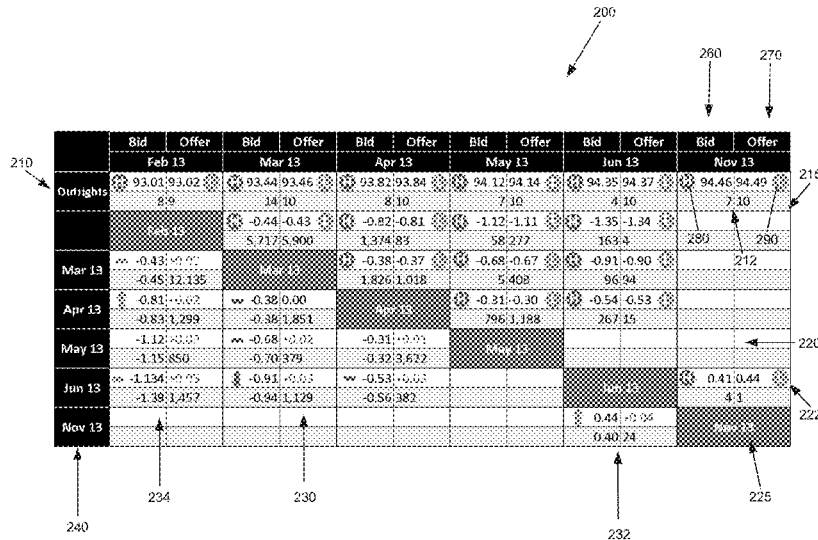 200
260 270
Bid Offer Bid Offer Bid Offer Bid Offer Bid Offer Bid Offer
Feb 13 Mar 13 Apr 13 May 13 Jun 13 Nov 13
210 215
Outrights 93.01 93.02 93.44 93.46 93.82 93.84 94.12 94.14 94.35 94.37 94.46 94.49
8 9 14 10 8 10 7 10 4 10 7 10
-0.44 -0.43 -0.82 -0.81 -1.12 -1.11 -1.35 -1.34
5,717 5,900 1,374 83 58 277 163 4 280 212 290
Mar 13 -0.43 Mar 13 -0.38 -0.37 -0.68 -0.67 -0.91 -0.90
-0.45 12,135 1,826 1,018 5 408 96 94
Apr 13 -0.81 -0.38 0.00 -0.31 -0.30 -0.54 -0.53
-0.83 1,299 -0.38 1,851 796 1,188 267 15
May 13 -1.12 -0.68 -0.31 220
-1.15 850 -0.70 379 -0.32 3,622
Jun 13 -1.134 -0.91 -0.53 0.41 0.44
-1.39 1,457 -0.94 1,129 -0.56 382 4 1 222
Nov 13 0.44
0.40 24
240 234 230 232 225